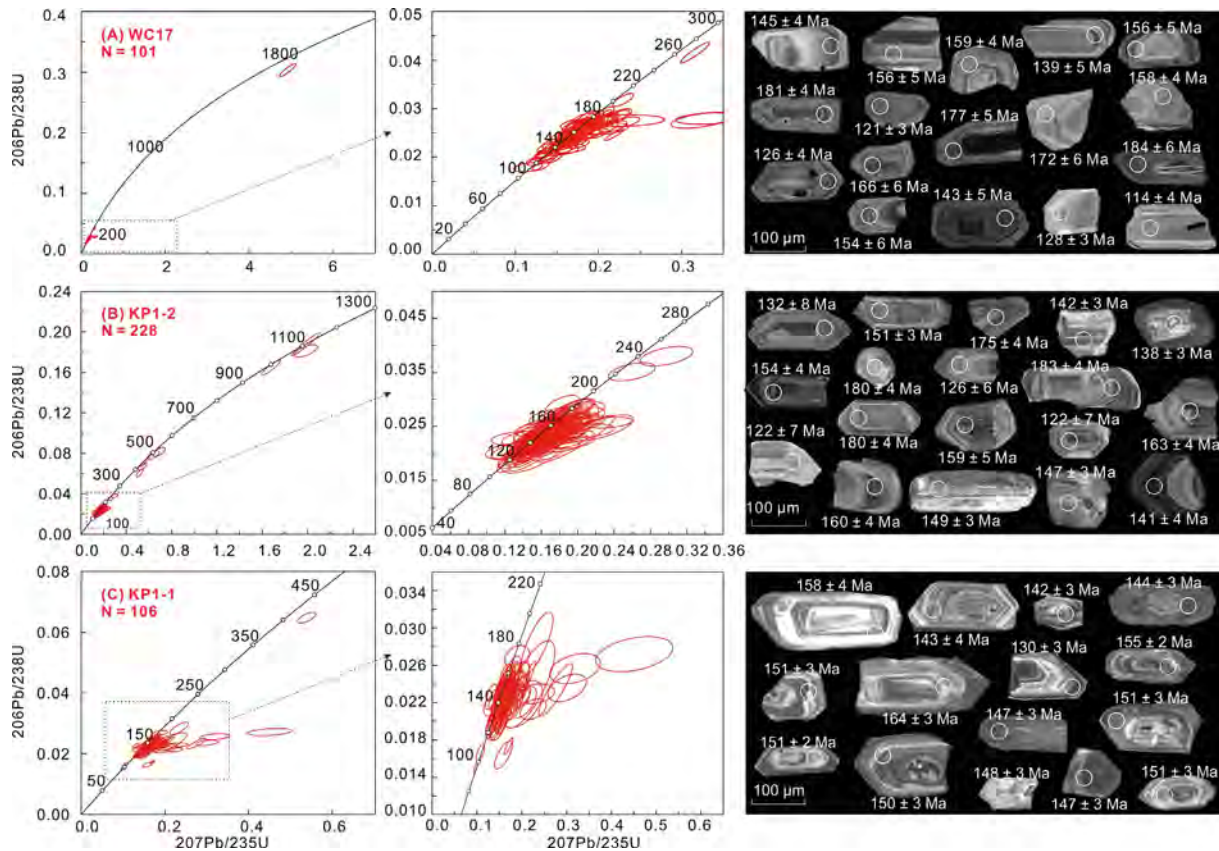 (A) WC17
N = 101
206Pb/238U
0.4
0.3
0.2
0.1
0.0
200
1000
1800
0 2 4 6
0.05
0.04
0.03
0.02
0.01
0.00
20
60
100
140
180
220
260
300
0.0 0.1 0.2 0.3
145 ± 4 Ma
156 ± 5 Ma
159 ± 4 Ma
139 ± 5 Ma
156 ± 5 Ma
158 ± 4 Ma
181 ± 4 Ma
121 ± 3 Ma
177 ± 5 Ma
172 ± 6 Ma
184 ± 6 Ma
126 ± 4 Ma
166 ± 6 Ma
143 ± 5 Ma
114 ± 4 Ma
154 ± 6 Ma
128 ± 3 Ma
100 µm
(B) KP1-2
N = 228
206Pb/238U
0.24
0.20
0.16
0.12
0.08
0.04
0.00
100
300
500
700
900
1100
1300
0.0 0.4 0.8 1.2 1.6 2.0 2.4
0.045
0.035
0.025
0.015
0.005
40
80
120
160
200
240
280
0.04 0.08 0.12 0.16 0.20 0.24 0.28 0.32 0.36
132 ± 8 Ma
151 ± 3 Ma
175 ± 4 Ma
142 ± 3 Ma
138 ± 3 Ma
154 ± 4 Ma
180 ± 4 Ma
126 ± 6 Ma
183 ± 4 Ma
180 ± 4 Ma
159 ± 5 Ma
122 ± 7 Ma
163 ± 4 Ma
122 ± 7 Ma
147 ± 3 Ma
160 ± 4 Ma
149 ± 3 Ma
141 ± 4 Ma
100 µm
(C) KP1-1
N = 106
206Pb/238U
0.08
0.06
0.04
0.02
0.00
50
150
250
350
450
0.0 0.2 0.4 0.6
207Pb/235U
0.034
0.030
0.026
0.022
0.018
0.014
0.010
100
140
180
220
0.0 0.1 0.2 0.3 0.4 0.5 0.6
207Pb/235U
158 ± 4 Ma
143 ± 4 Ma
142 ± 3 Ma
144 ± 3 Ma
151 ± 3 Ma
130 ± 3 Ma
155 ± 2 Ma
164 ± 3 Ma
147 ± 3 Ma
151 ± 3 Ma
151 ± 2 Ma
150 ± 3 Ma
148 ± 3 Ma
147 ± 3 Ma
151 ± 3 Ma
100 µm